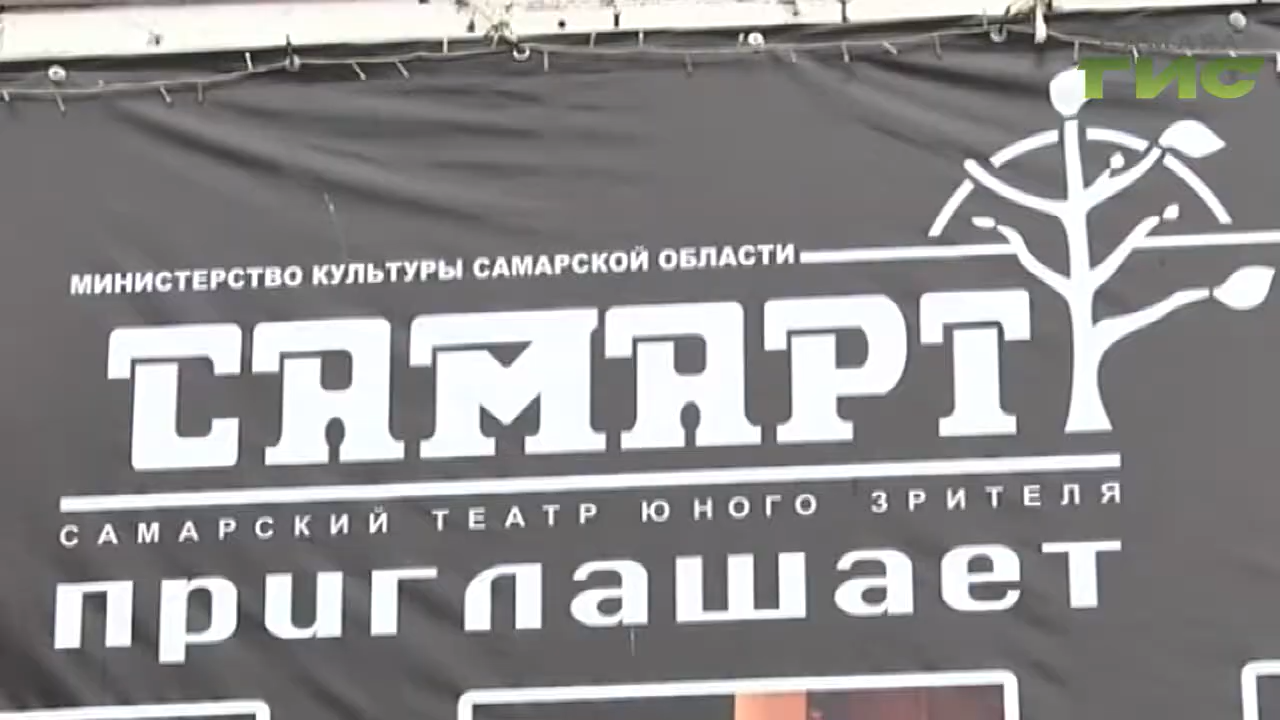 ГИС
МИНИСТЕРСТВО КУЛЬТУРЫ САМАРСКОЙ ОБЛАСТИ
САМАРТ
САМАРСКИЙ ТЕАТР ЮНОГО ЗРИТЕЛЯ
приглашает